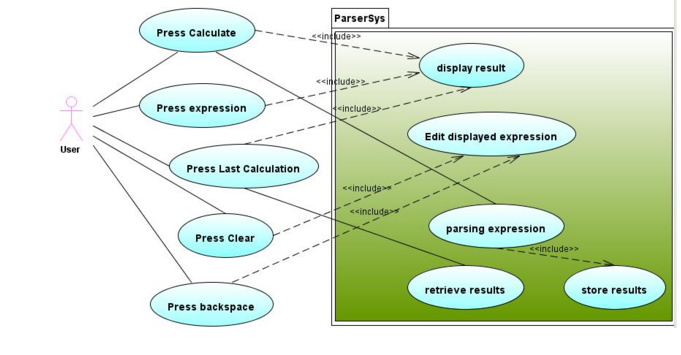 ParserSys
Press Calculate
<<include>>
display result
<<include>>
Press expression
<<include>>
Edit displayed expression
User
Press Last Calculation
<<include>>
<<include>>
Press Clear
parsing expression
<<include>>
retrieve results
store results
Press backspace